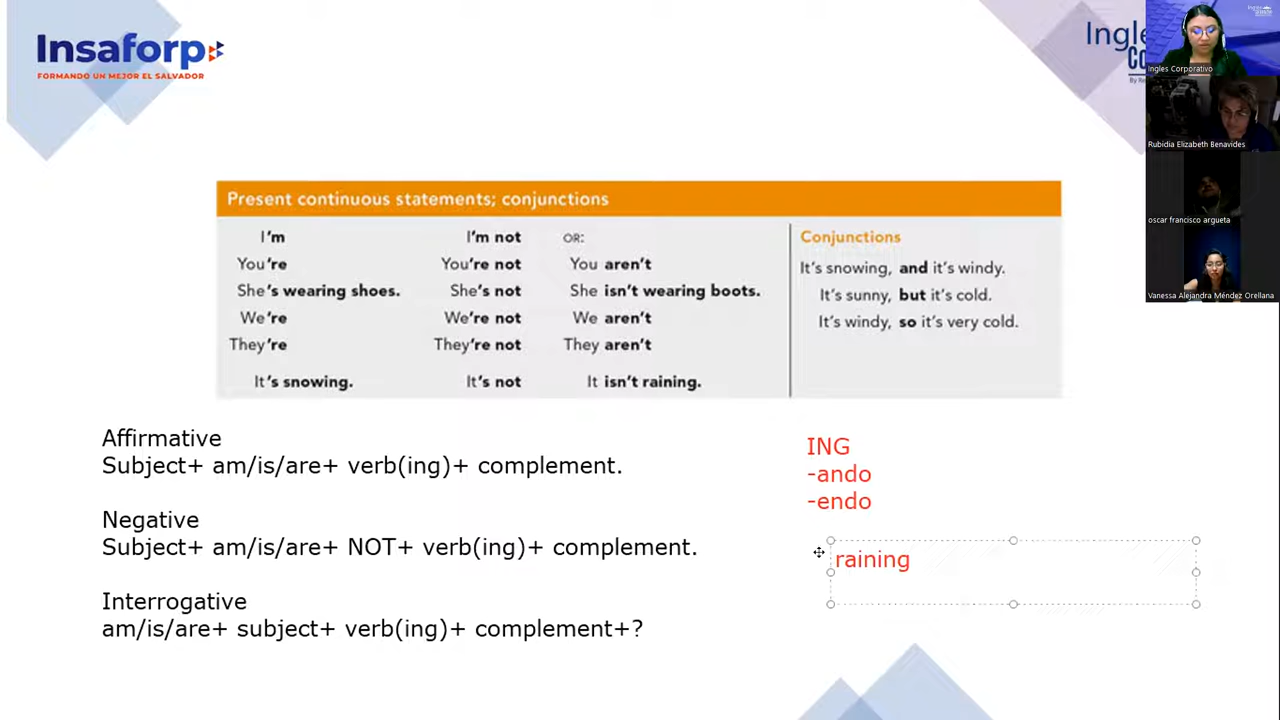 Insaforp
FORMANDO UN MEJOR EL SALVADOR
Present continuous statements; conjunctions
I'm I'm not OR: Conjunctions
You're You're not You aren't It's snowing, and it's windy.
She's wearing shoes. She's not She isn't wearing boots. It's sunny, but it's cold.
We're We're not We aren't It's windy, so it's very cold.
They're They're not They aren't
It's snowing. It's not It isn't raining.
Affirmative
Subject+ am/is/are+ verb(ing)+ complement.
Negative
Subject+ am/is/are+ NOT+ verb(ing)+ complement.
Interrogative
am/is/are+ subject+ verb(ing)+ complement+?
ING
-ando
-endo
raining
Ingles Corporativo
Rubidia Elizabeth Benavides
oscar francisco argueta
Vanessa Alejandra Méndez Orellana